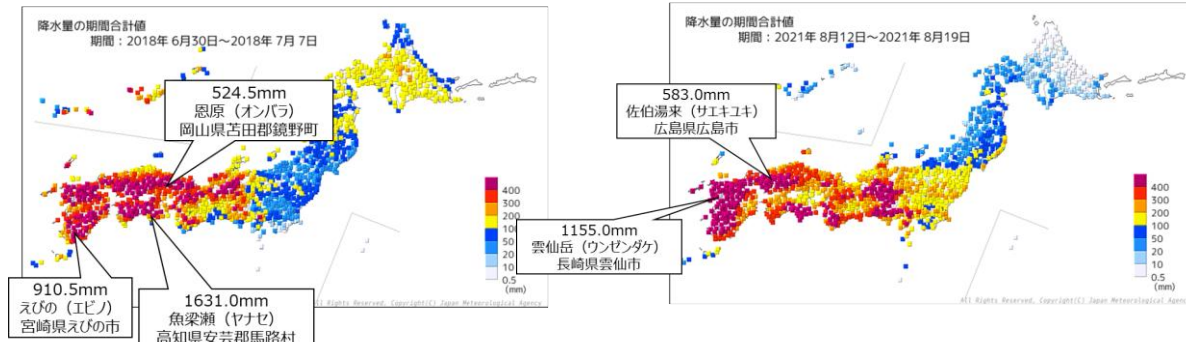 降水量の期間合計値
期間：2018年 6月30日～2018年 7月 7日
524.5mm
恩原（オンバラ）
岡山県苫田郡鏡野町
400
300
200
100
50
20
10
0.5
(mm)
910.5mm
えびの（エビノ）
宮崎県えびの市
1631.0mm
魚梁瀬（ヤナセ）
高知県安芸郡馬路村
All Rights Reserved, Copyright(C) Japan Meteorological Agency
降水量の期間合計値
期間：2021年 8月12日～2021年 8月19日
583.0mm
佐伯湯来（サエキユキ）
広島県広島市
1155.0mm
雲仙岳（ウンゼンダケ）
長崎県雲仙市
400
300
200
100
50
20
10
0.5
(mm)
All Rights Reserved, Copyright(C) Japan Meteorological Agency